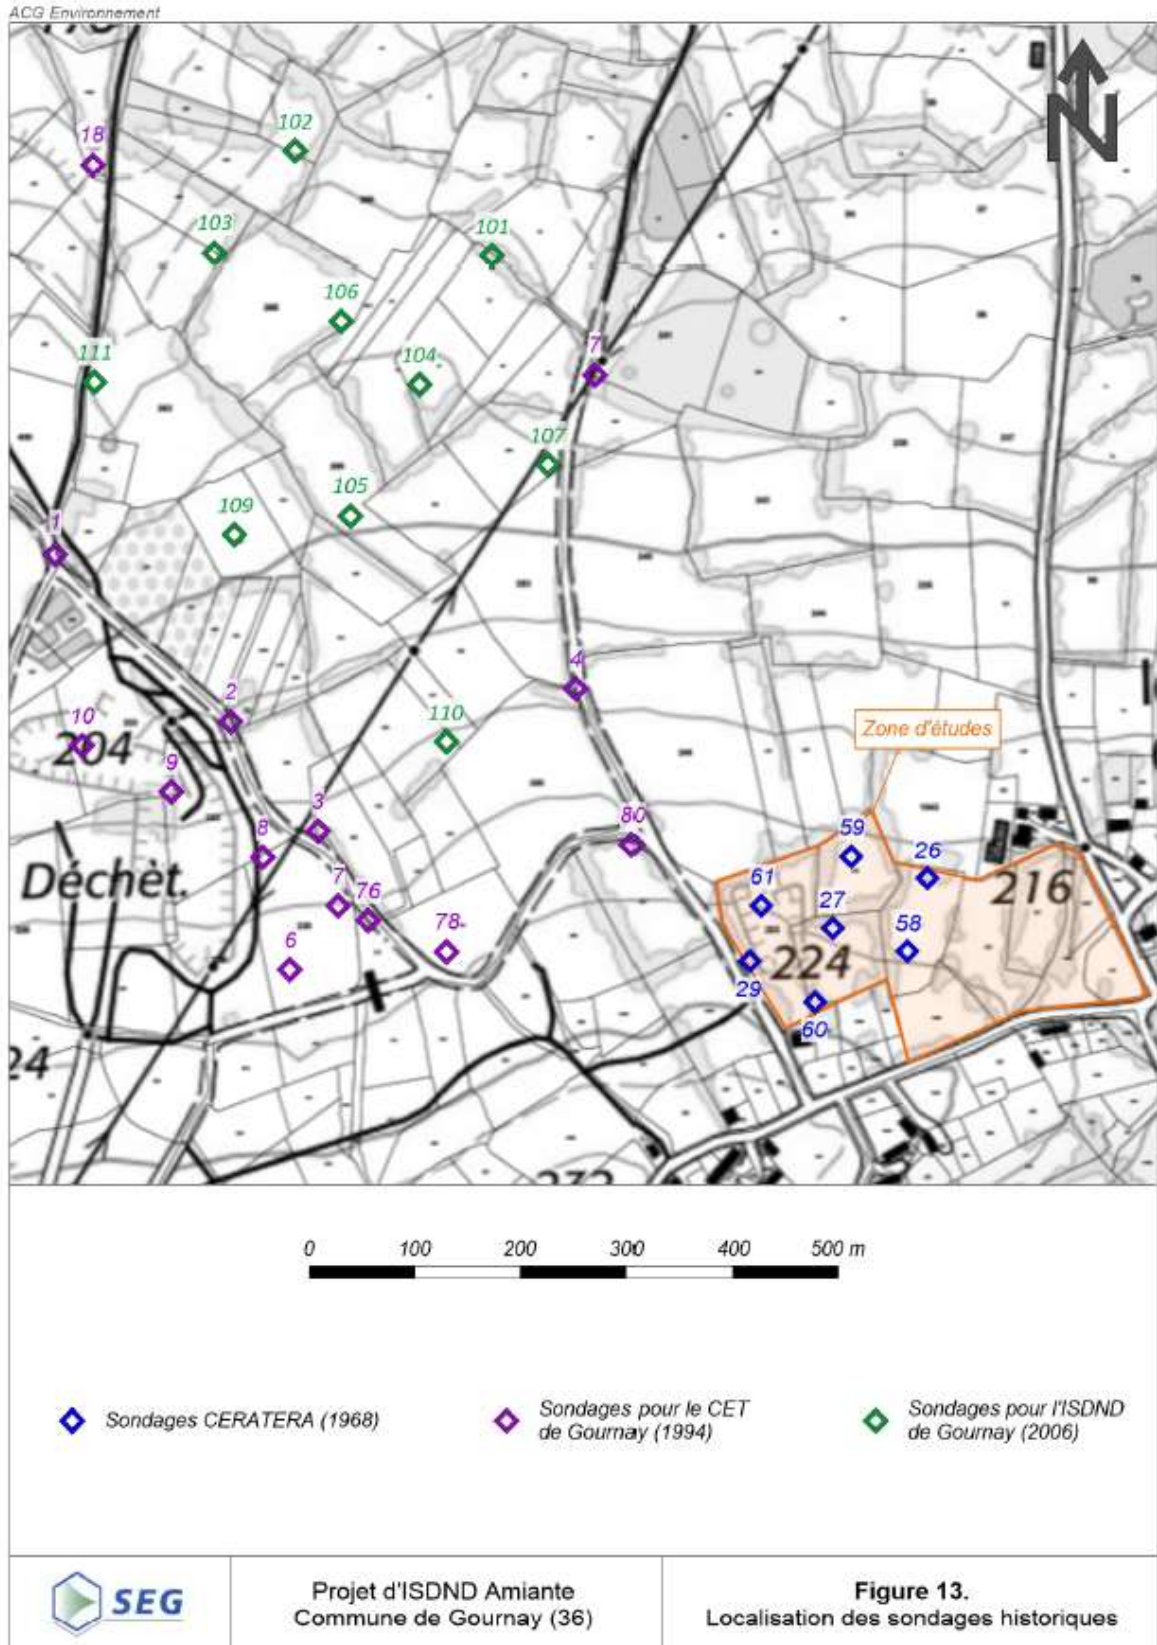 ACG Environnement
18
102
103
101
106
111
104
7
107
105
109
1
4
2
110
10
204
Zone d'études
9
3
80
8
59
26
Déchèt.
7
76
61
27
216
58
78
6
224
29
60
24
0 100 200 300 400 500 m
Sondages CERATERA (1968)
Sondages pour le CET
de Gournay (1994)
Sondages pour l'ISDND
de Gournay (2006)
SEG
Projet d'ISDND Amiante
Commune de Gournay (36)
Figure 13.
Localisation des sondages historiques